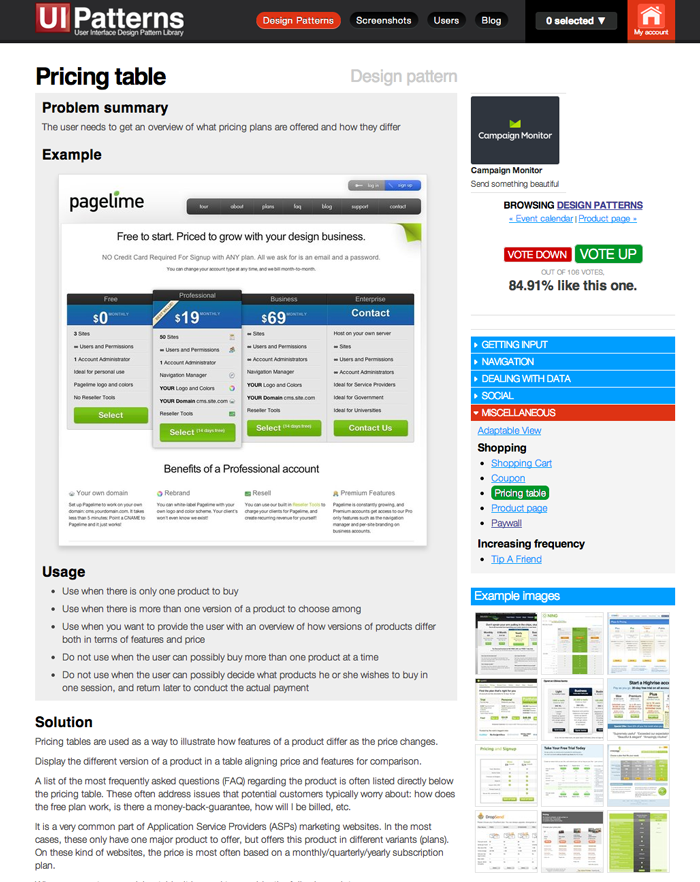 UI Patterns
User Interface Design Pattern Library
Design Patterns
Screenshots
Users
Blog
0 selected ▼
My account
Pricing table
Design pattern
Problem summary
The user needs to get an overview of what pricing plans are offered and how they differ
Example
log in
sign up
pagelime
tour about plans faq blog support contact
Free to start. Priced to grow with your design business.
NO Credit Card Required For Signup with ANY plan. All we ask for is an email and a password.
You can change your account type at any time, and we bill month-to-month.
Free
$0 MONTHLY
3 Sites
∞ Users and Permissions
1 Account Administrator
Ideal for personal use
Pagelime logo and colors
No Reseller Tools
Select
Professional
$19 MONTHLY
50 Sites
∞ Users and Permissions
1 Account Administrator
Navigation Manager
YOUR Logo and Colors
YOUR Domain cms.site.com
Reseller Tools
Select (14 days free)
Business
$69 MONTHLY
∞ Sites
∞ Users and Permissions
∞ Account Administrators
Navigation Manager
YOUR Logo and Colors
YOUR Domain cms.site.com
Reseller Tools
Select (14 days free)
Enterprise
Contact
Host on your own server
∞ Sites
∞ Users and Permissions
∞ Account Administrators
Ideal for Service Providers
Ideal for Government
Ideal for Universities
Contact Us
Benefits of a Professional account
Your own domain
Set up Pagelime to work on your own
domain: cms.yourdomain.com. It takes
less than 5 minutes: Point a CNAME to
Pagelime and it just works!
Rebrand
You can white-label Pagelime with your
own logo and color scheme. Your client's
won't even know we exist!
Resell
You can use our built in Reseller Tools to
charge your clients for Pagelime, and
create recurring revenue for yourself!
Premium Features
Pagelime is constantly growing, and
Premium accounts get access to our Pro
only features such as the navigation
manager and per-site branding on
business accounts.
Usage
• Use when there is only one product to buy
• Use when there is more than one version of a product to choose among
• Use when you want to provide the user with an overview of how versions of products differ
both in terms of features and price
• Do not use when the user can possibly buy more than one product at a time
• Do not use when the user can possibly decide what products he or she wishes to buy in
one session, and return later to conduct the actual payment
Solution
Pricing tables are used as a way to illustrate how features of a product differ as the price changes.
Display the different version of a product in a table aligning price and features for comparison.
A list of the most frequently asked questions (FAQ) regarding the product is often listed directly below
the pricing table. These often address issues that potential customers typically worry about: how does
the free plan work, is there a money-back-guarantee, how will I be billed, etc.
It is a very common part of Application Service Providers (ASPs) marketing websites. In the most
cases, these only have one major product to offer, but offers this product in different variants (plans).
On these kind of websites, the price is most often based on a monthly/quarterly/yearly subscription
plan.
Campaign Monitor
Campaign Monitor
Send something beautiful
BROWSING DESIGN PATTERNS
« Event calendar | Product page »
VOTE DOWN
VOTE UP
OUT OF 106 VOTES,
84.91% like this one.
GETTING INPUT
NAVIGATION
DEALING WITH DATA
SOCIAL
MISCELLANEOUS
Adaptable View
Shopping
• Shopping Cart
• Coupon
• Pricing table
• Product page
• Paywall
Increasing frequency
• Tip A Friend
Example images
Start a Highrise account
Pricing and Signup
Take Your Free Trial Today